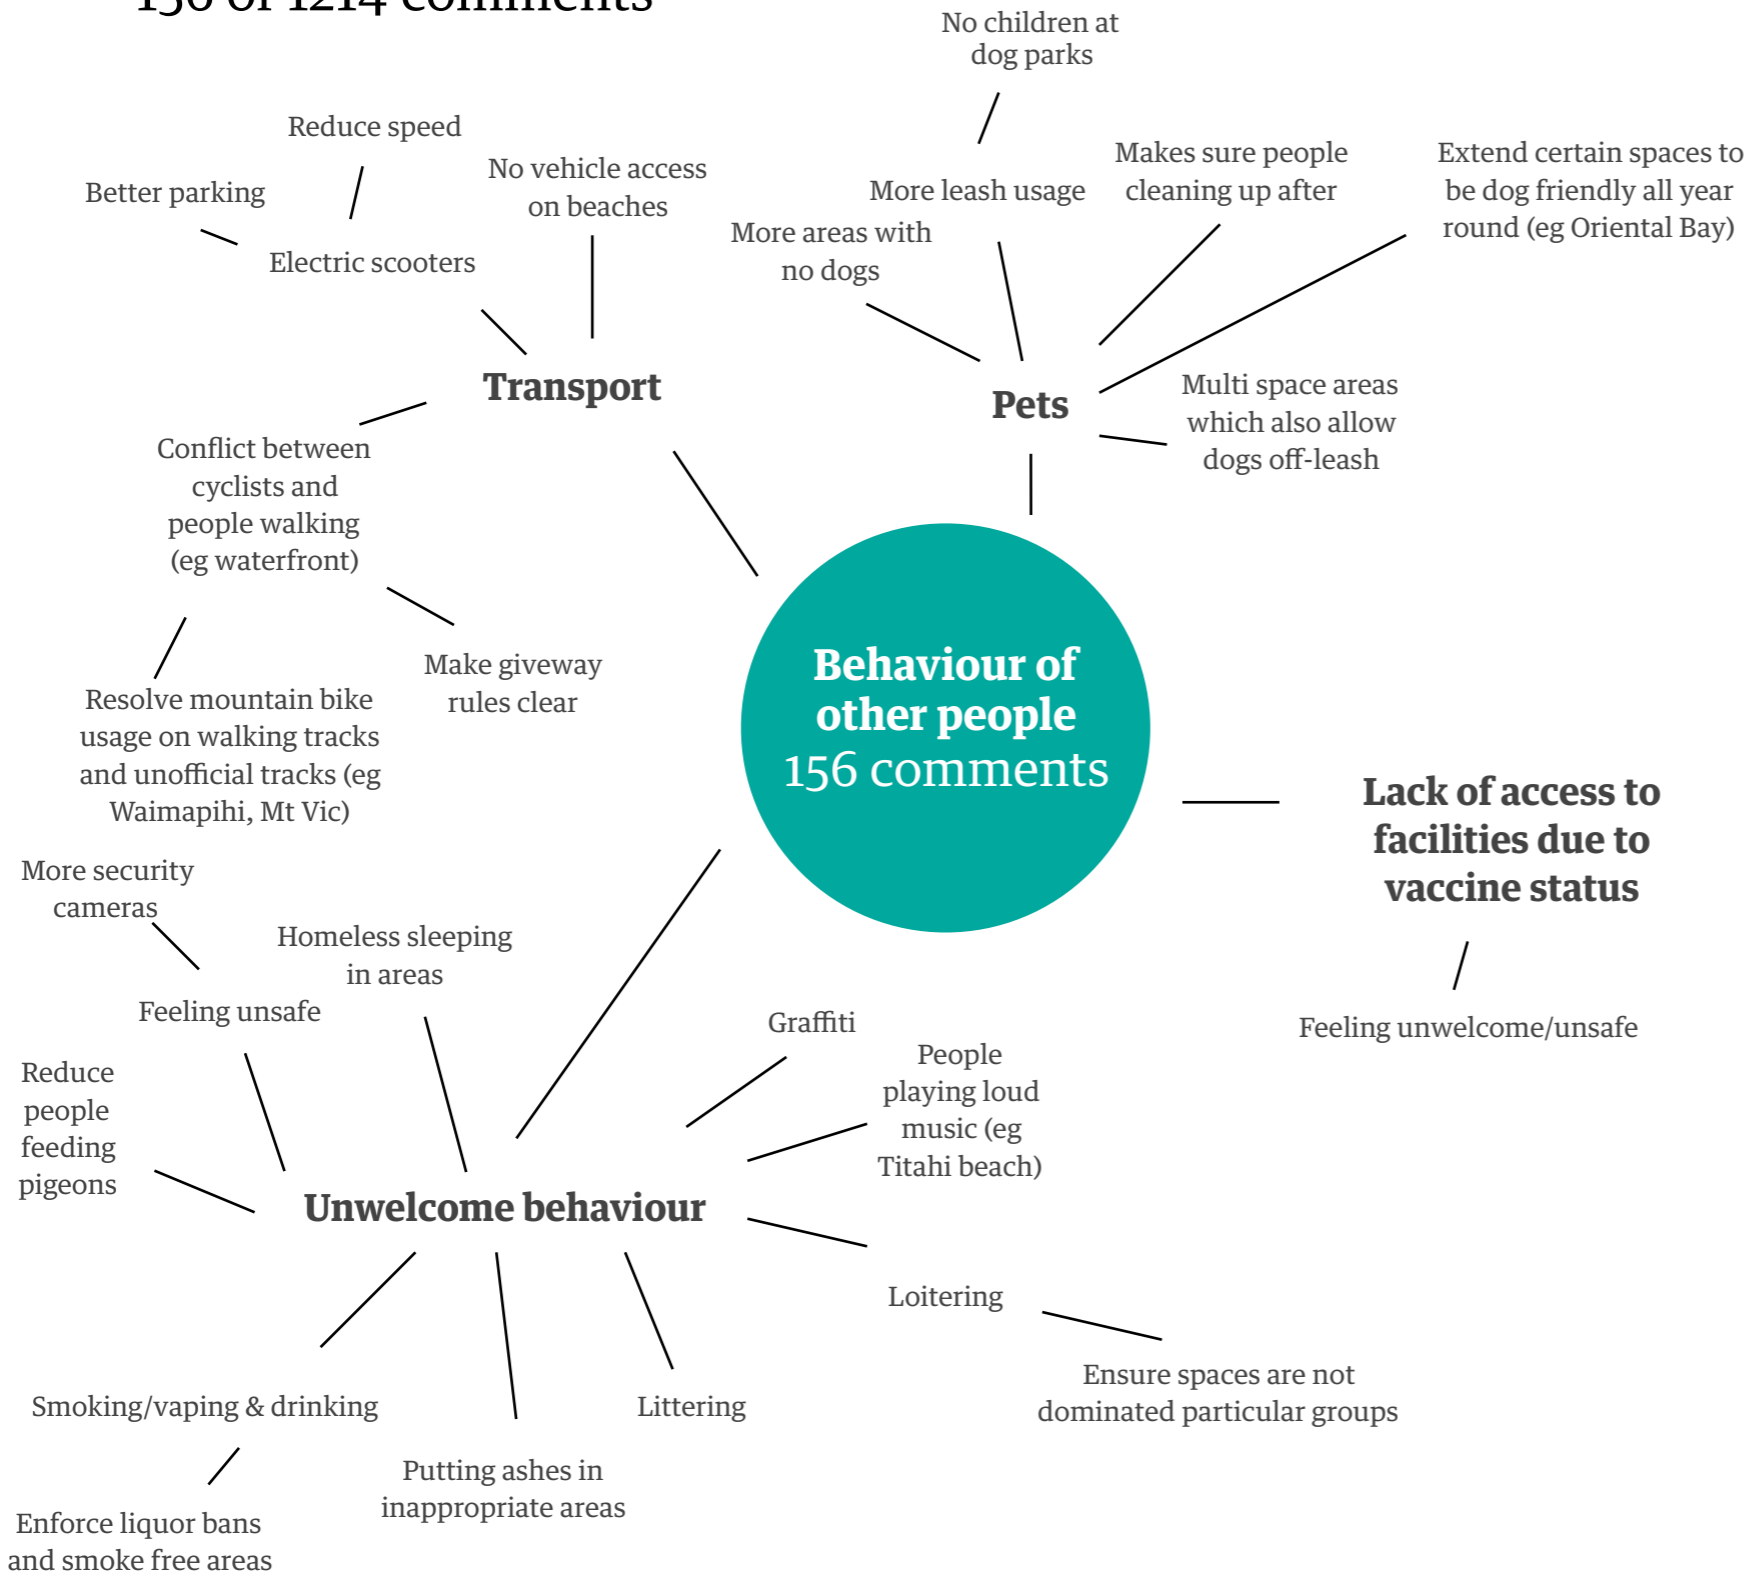 156 of 1214 comments
No children at
dog parks
Reduce speed
Better parking
No vehicle access
on beaches
Electric scooters
Makes sure people
cleaning up after
Extend certain spaces to
be dog friendly all year
round (eg Oriental Bay)
More leash usage
More areas with
no dogs
Transport
Pets
Multi space areas
which also allow
dogs off-leash
Conflict between
cyclists and
people walking
(eg waterfront)
Make giveway
rules clear
Resolve mountain bike
usage on walking tracks
and unofficial tracks (eg
Waimapihi, Mt Vic)
Behaviour of
other people
156 comments
Lack of access to
facilities due to
vaccine status
Feeling unwelcome/unsafe
More security
cameras
Homeless sleeping
in areas
Feeling unsafe
Reduce
people
feeding
pigeons
Graffiti
People
playing loud
music (eg
Titahi beach)
Unwelcome behaviour
Loitering
Ensure spaces are not
dominated particular groups
Smoking/vaping & drinking
Littering
Putting ashes in
inappropriate areas
Enforce liquor bans
and smoke free areas